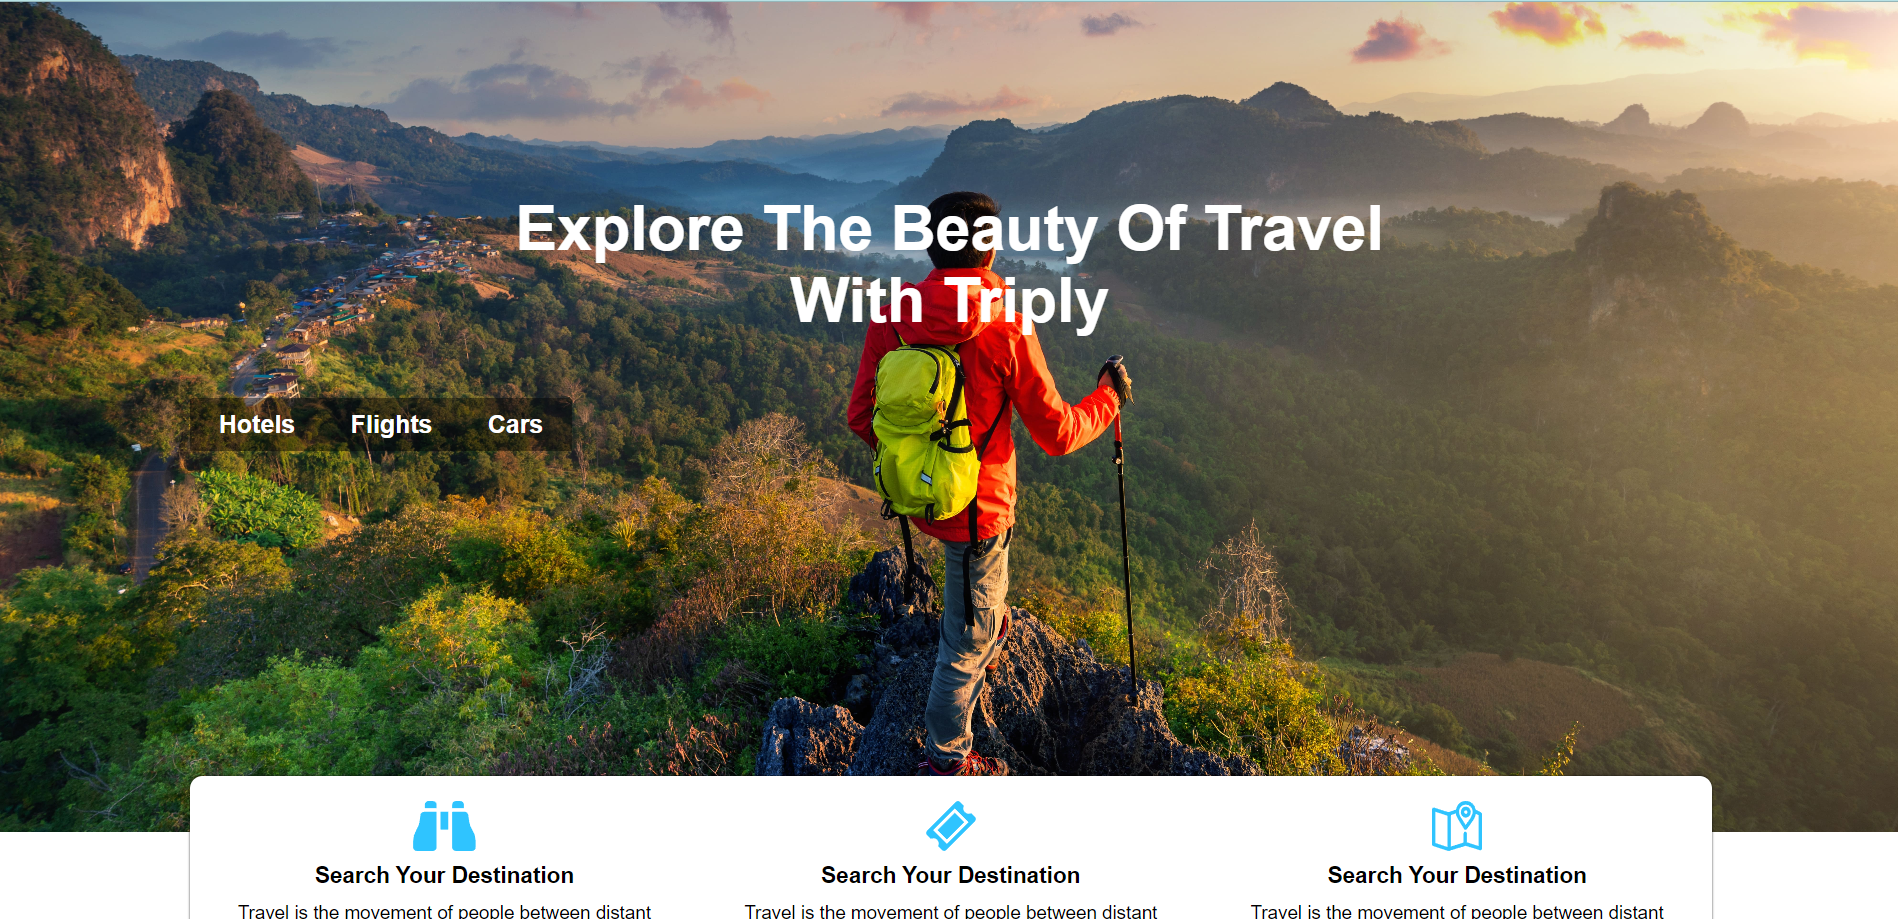 Explore The Beauty Of Travel
With Triply
Hotels Flights Cars
Search Your Destination
Travel is the movement of people between distant
Search Your Destination
Travel is the movement of people between distant
Search Your Destination
Travel is the movement of people between distant